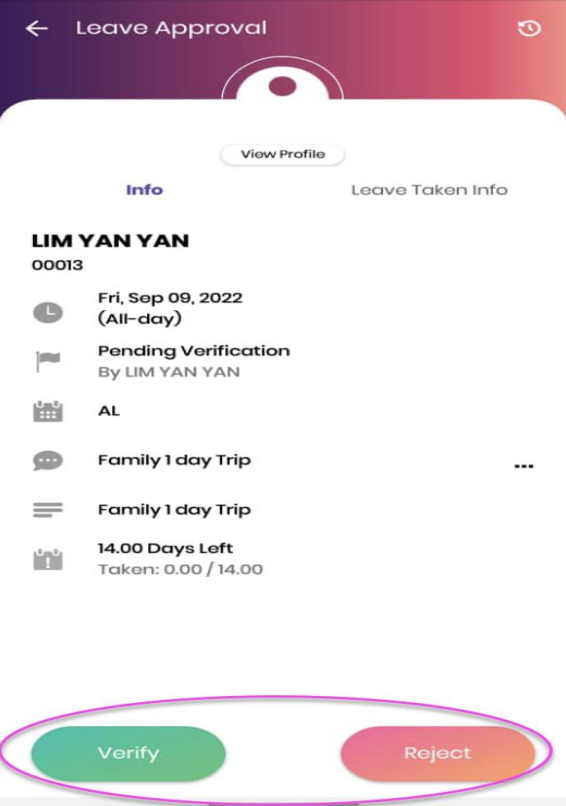 Leave Approval
View Profile
Info
Leave Taken Info
LIM YAN YAN
00013
Fri, Sep 09, 2022
(All-day)
Pending Verification
By LIM YAN YAN
AL
Family 1 day Trip
...
Family 1 day Trip
14.00 Days Left
Taken: 0.00 / 14.00
Verify
Reject